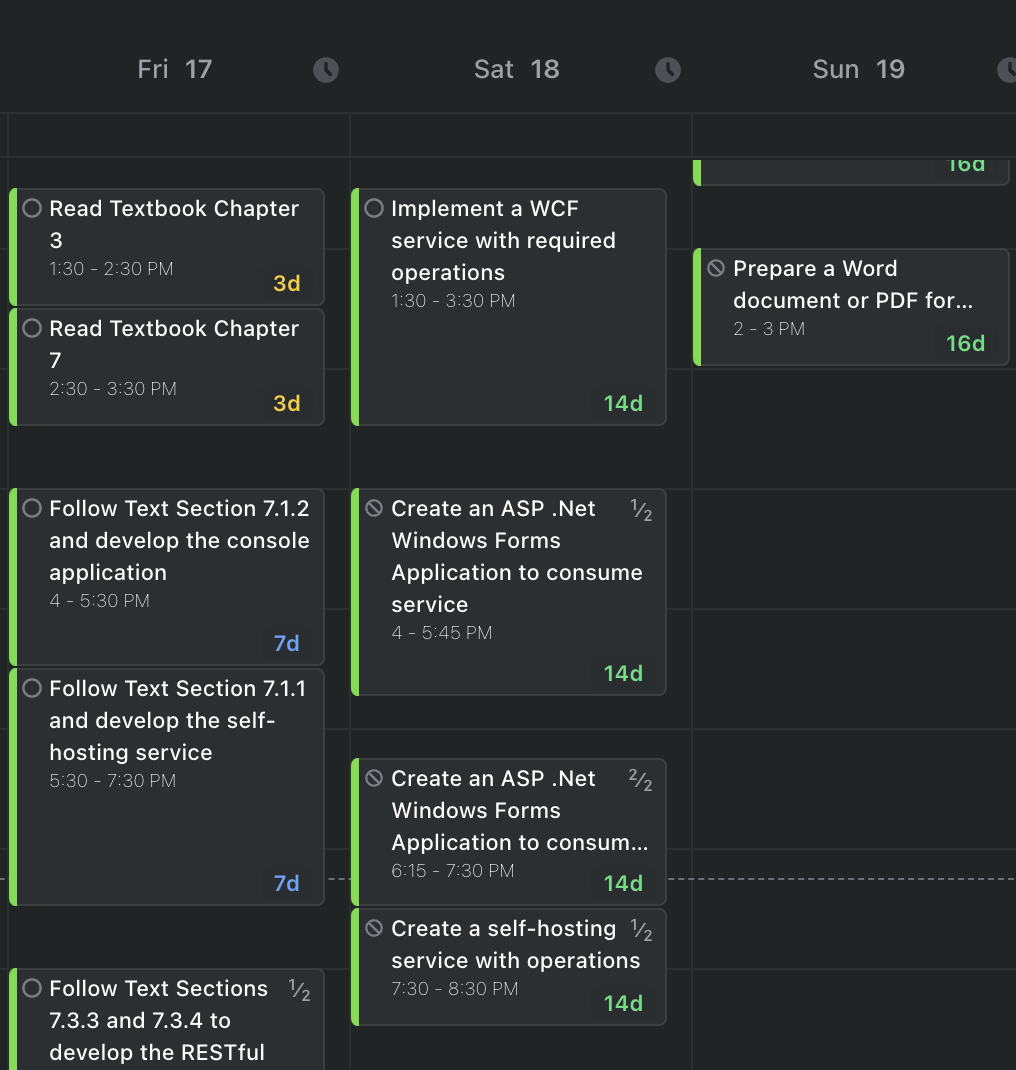 Fri 17
Sat 18
Sun 19
Read Textbook Chapter
3
1:30 - 2:30 PM
3d
Read Textbook Chapter
7
2:30 - 3:30 PM
3d
Follow Text Section 7.1.2
and develop the console
application
4 - 5:30 PM
7d
Follow Text Section 7.1.1
and develop the self-
hosting service
5:30 - 7:30 PM
7d
Follow Text Sections 1/2
7.3.3 and 7.3.4 to
develop the RESTful
Implement a WCF
service with required
operations
1:30 - 3:30 PM
14d
Create an ASP .Net 1/2
Windows Forms
Application to consume
service
4 - 5:45 PM
14d
Create an ASP .Net 2/2
Windows Forms
Application to consum...
6:15 - 7:30 PM
14d
Create a self-hosting 1/2
service with operations
7:30 - 8:30 PM
14d
16d
Prepare a Word
document or PDF for...
2 - 3 PM
16d